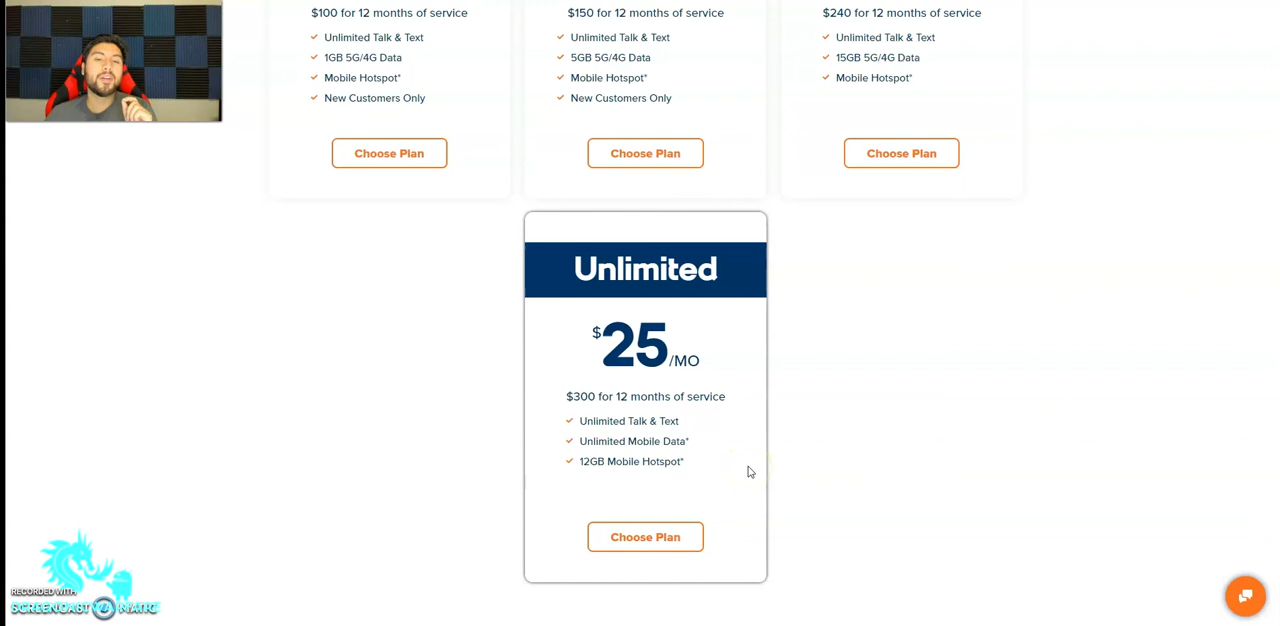 $100 for 12 months of service
Unlimited Talk & Text
1GB 5G/4G Data
Mobile Hotspot*
New Customers Only
Choose Plan
$150 for 12 months of service
Unlimited Talk & Text
5GB 5G/4G Data
Mobile Hotspot*
New Customers Only
Choose Plan
$240 for 12 months of service
Unlimited Talk & Text
15GB 5G/4G Data
Mobile Hotspot*
Choose Plan
Unlimited
$25/MO
$300 for 12 months of service
Unlimited Talk & Text
Unlimited Mobile Data*
12GB Mobile Hotspot*
Choose Plan
RECORDED WITH